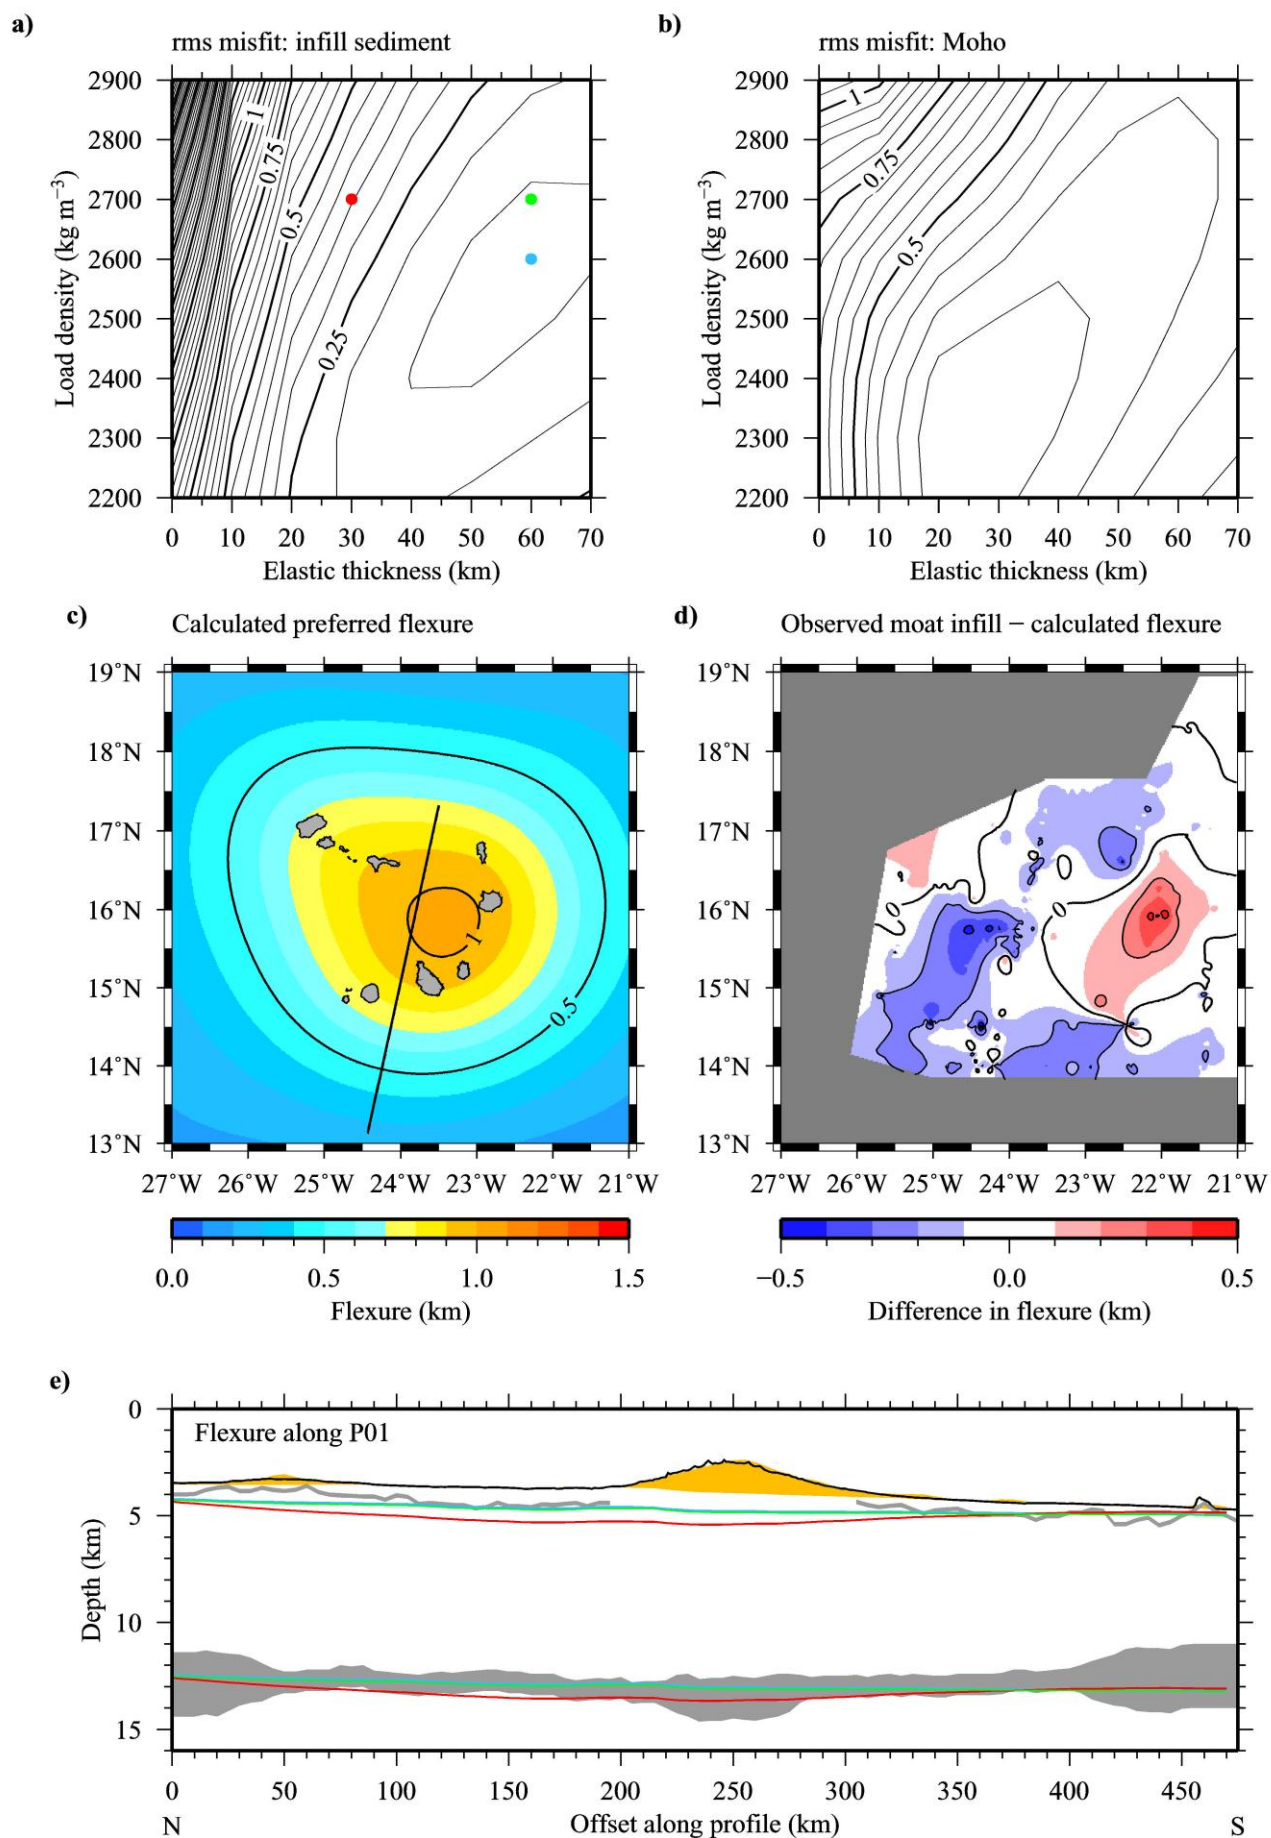 a)
rms misfit: infill sediment
2900
2800
2700
2600
2500
2400
2300
2200
Load density (kg m−3)
1
0.75
0.5
0.25
0 10 20 30 40 50 60 70
Elastic thickness (km)
b)
rms misfit: Moho
2900
2800
2700
2600
2500
2400
2300
2200
Load density (kg m−3)
1
0.75
0.5
0 10 20 30 40 50 60 70
Elastic thickness (km)
c)
Calculated preferred flexure
19˚N
18˚N
17˚N
16˚N
15˚N
14˚N
13˚N
1
0.5
27˚W 26˚W 25˚W 24˚W 23˚W 22˚W 21˚W
0.0 0.5 1.0 1.5
Flexure (km)
d)
Observed moat infill − calculated flexure
19˚N
18˚N
17˚N
16˚N
15˚N
14˚N
13˚N
0
0
27˚W 26˚W 25˚W 24˚W 23˚W 22˚W 21˚W
−0.5 0.0 0.5
Difference in flexure (km)
e)
Flexure along P01
0
5
10
15
Depth (km)
0 50 100 150 200 250 300 350 400 450
N Offset along profile (km) S